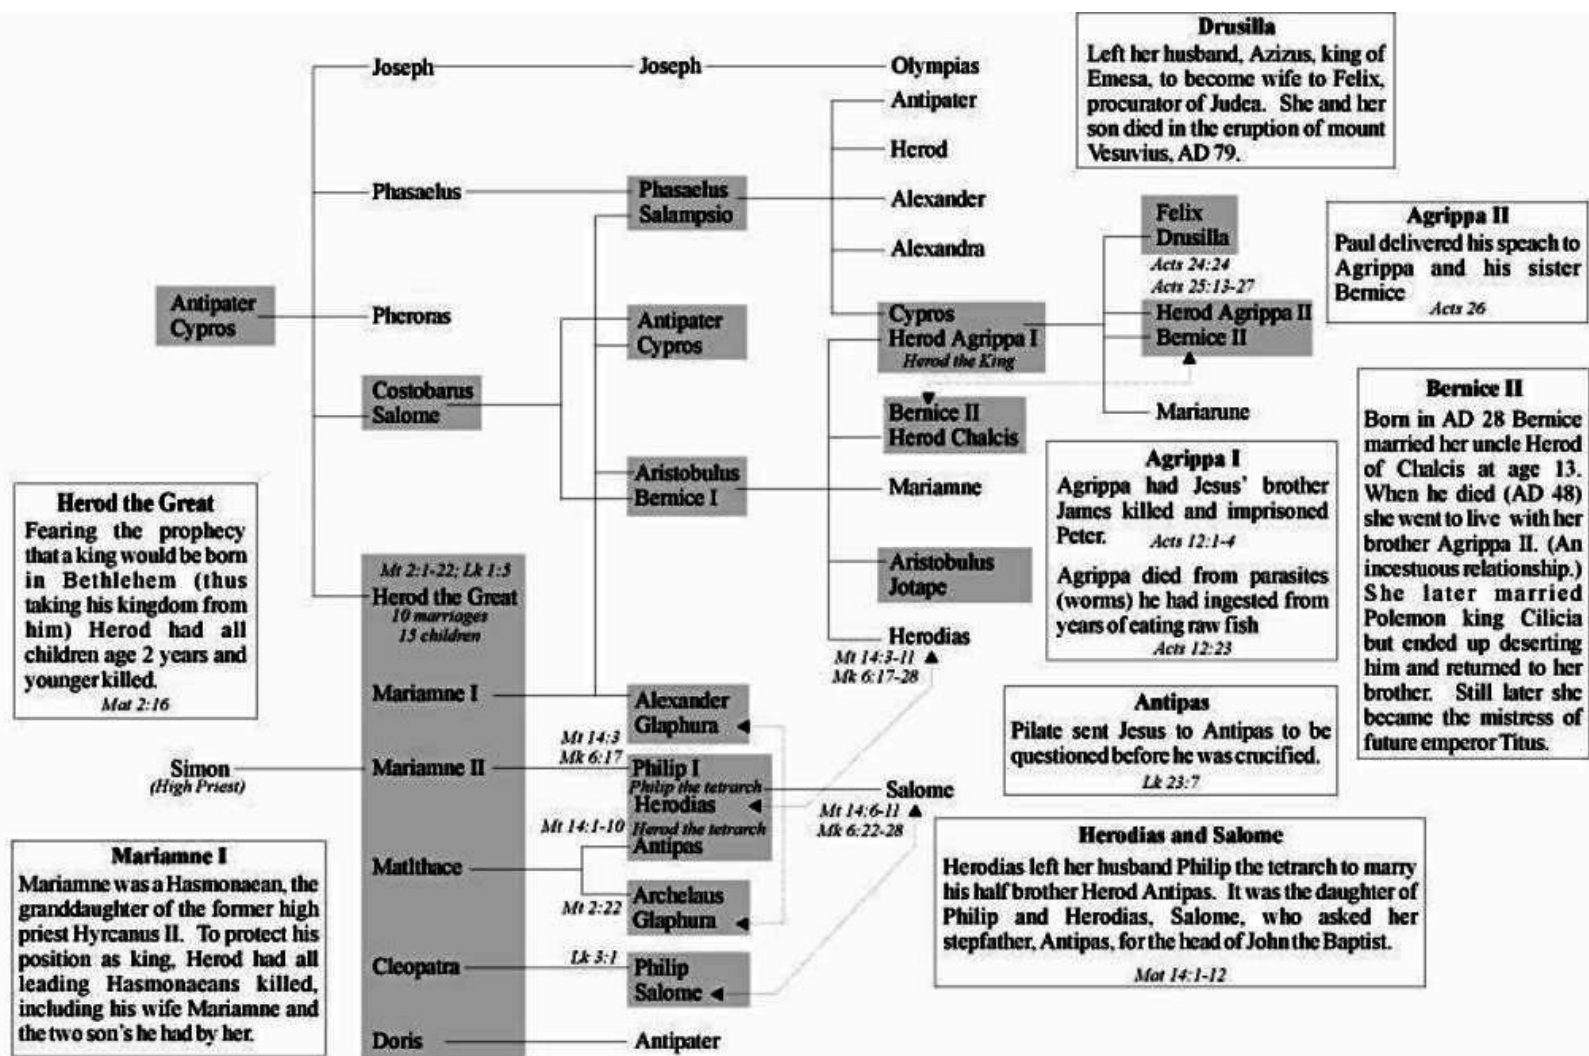 Drusilla
Left her husband, Azizus, king of
Emesa, to become wife to Felix,
procurator of Judea. She and her
son died in the eruption of mount
Vesuvius, AD 79.
Joseph
Joseph
Olympias
Antipater
Herod
Phasaelus
Phasaelus
Salampsio
Alexander
Alexandra
Felix
Drusilla
Acts 24:24
Acts 25:13-27
Herod Agrippa II
Bernice II
Mariarune
Agrippa II
Paul delivered his speach to
Agrippa and his sister
Bernice
Acts 26
Antipater
Cypros
Pheroras
Antipater
Cypros
Cypros
Herod Agrippa I
Herod the King
Costobarus
Salome
Bernice II
Herod Chalcis
Aristobulus
Bernice I
Mariamne
Aristobulus
Jotape
Herodias
Mt 14:3-11
Mk 6:17-28
Bernice II
Born in AD 28 Bernice
married her uncle Herod
of Chalcis at age 13.
When he died (AD 48)
she went to live with her
brother Agrippa II. (An
incestuous relationship.)
She later married
Polemon king Cilicia
but ended up deserting
him and returned to her
brother. Still later she
became the mistress of
future emperor Titus.
Agrippa I
Agrippa had Jesus' brother
James killed and imprisoned
Peter.
Acts 12:1-4
Agrippa died from parasites
(worms) he had ingested from
years of eating raw fish
Acts 12:23
Herod the Great
Fearing the prophecy
that a king would be born
in Bethlehem (thus
taking his kingdom from
him) Herod had all
children age 2 years and
younger killed.
Mat 2:16
Mt 2:1-22; Lk 1:5
Herod the Great
10 marriages
15 children
Mariamne I
Alexander
Glaphura
Antipas
Pilate sent Jesus to Antipas to be
questioned before he was crucified.
Lk 23:7
Simon
(High Priest)
Mariamne II
Mt 14:3
Mk 6:17
Philip I
Philip the tetrarch
Herodias
Salome
Mt 14:6-11
Mk 6:22-28
Mt 14:1-10
Herod the tetrarch
Antipas
Matlthace
Mt 2:22
Archelaus
Glaphura
Herodias and Salome
Herodias left her husband Philip the tetrarch to marry
his half brother Herod Antipas. It was the daughter of
Philip and Herodias, Salome, who asked her
stepfather, Antipas, for the head of John the Baptist.
Mat 14:1-12
Mariamne I
Mariamne was a Hasmonaean, the
granddaughter of the former high
priest Hyrcanus II. To protect his
position as king, Herod had all
leading Hasmonaeans killed,
including his wife Mariamne and
the two son's he had by her.
Cleopatra
Lk 3:1
Philip
Salome
Doris
Antipater